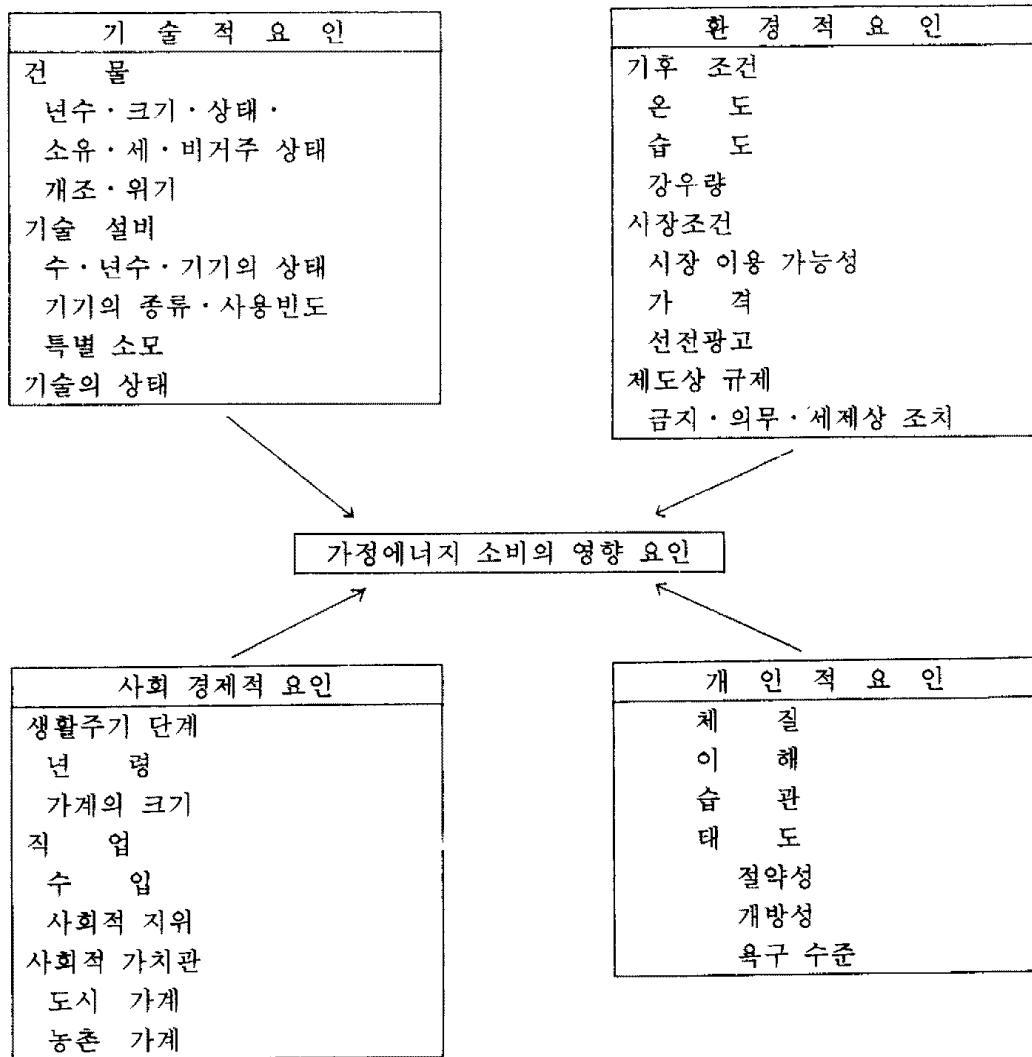 기 술 적 요 인
건 물
년수·크기·상태·
소유·세·비거주 상태
개조·위기
기술 설비
수·년수·기기의 상태
기기의 종류·사용빈도
특별 소모
기술의 상태
환 경 적 요 인
기후 조건
온 도
습 도
강우량
시장조건
시장 이용 가능성
가 격
선전광고
제도상 규제
금지·의무·세제상 조치
가정에너지 소비의 영향 요인
사회 경제적 요인
생활주기 단계
년 령
가계의 크기
직 업
수 입
사회적 지위
사회적 가치관
도시 가계
농촌 가계
개 인 적 요 인
체 질
이 해
습 관
태 도
절약성
개방성
욕구 수준